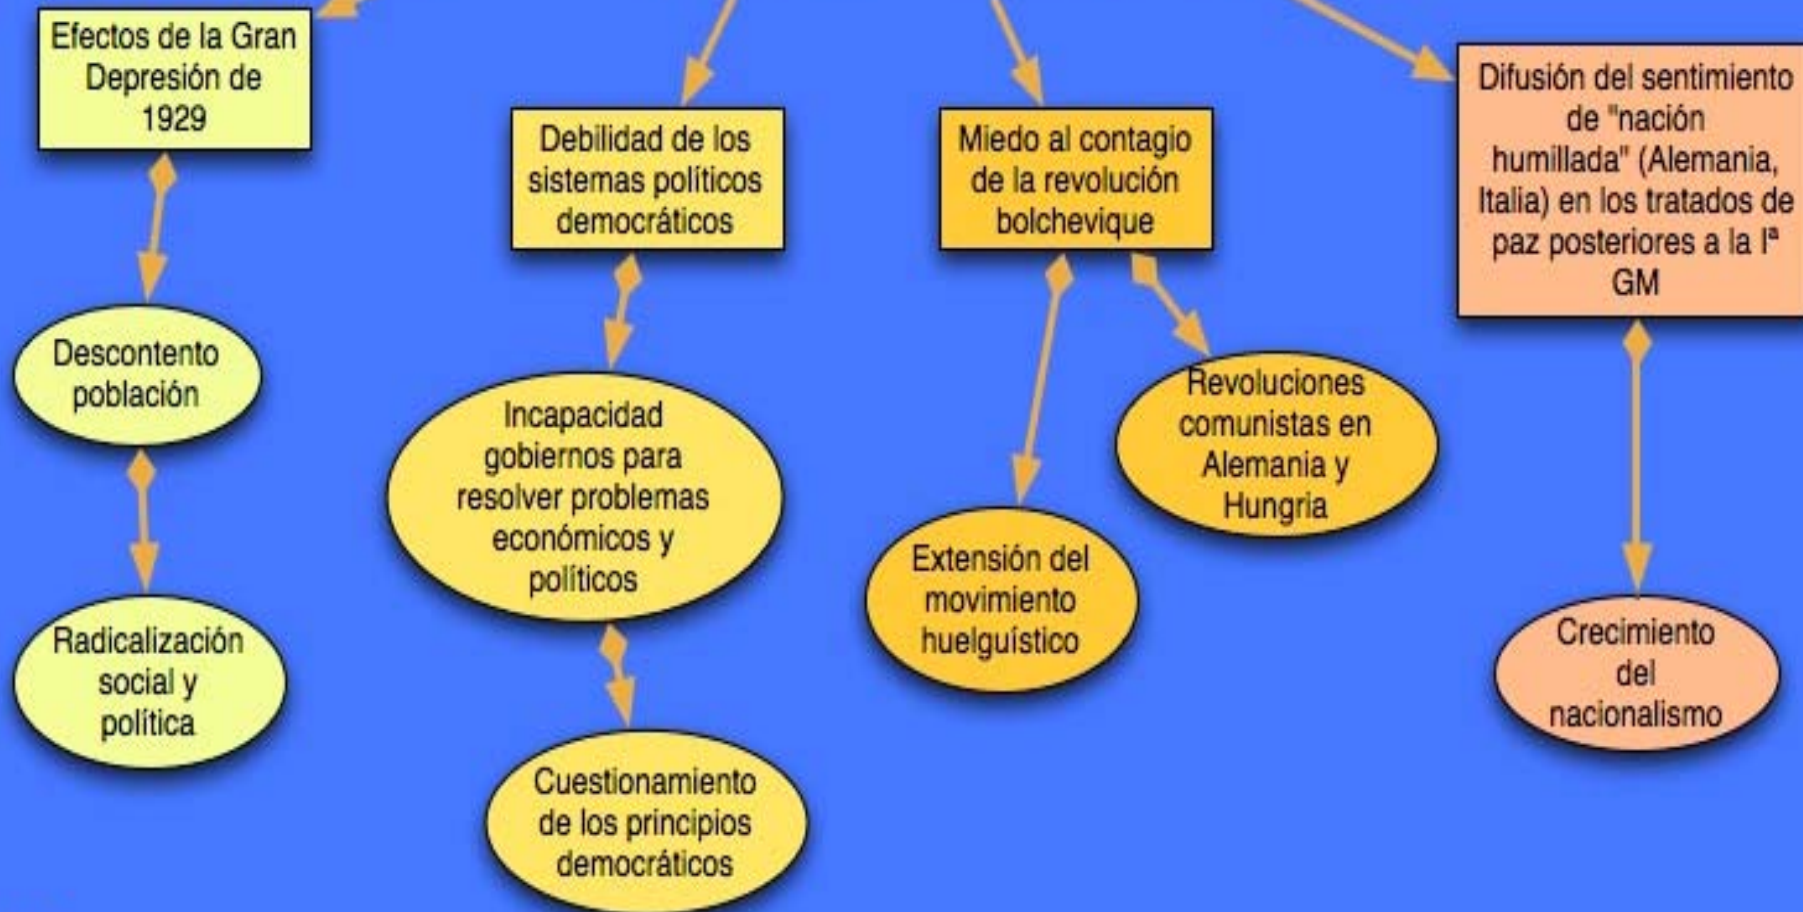 Efectos de la Gran
Depresión de
1929
Descontento
población
Radicalización
social y
política
Debilidad de los
sistemas políticos
democráticos
Incapacidad
gobiernos para
resolver problemas
económicos y
políticos
Cuestionamiento
de los principios
democráticos
Miedo al contagio
de la revolución
bolchevique
Extensión del
movimiento
huelguístico
Revoluciones
comunistas en
Alemania y
Hungria
Difusión del sentimiento
de "nación
humillada" (Alemania,
Italia) en los tratados de
paz posteriores a la Iª
GM
Crecimiento
del
nacionalismo